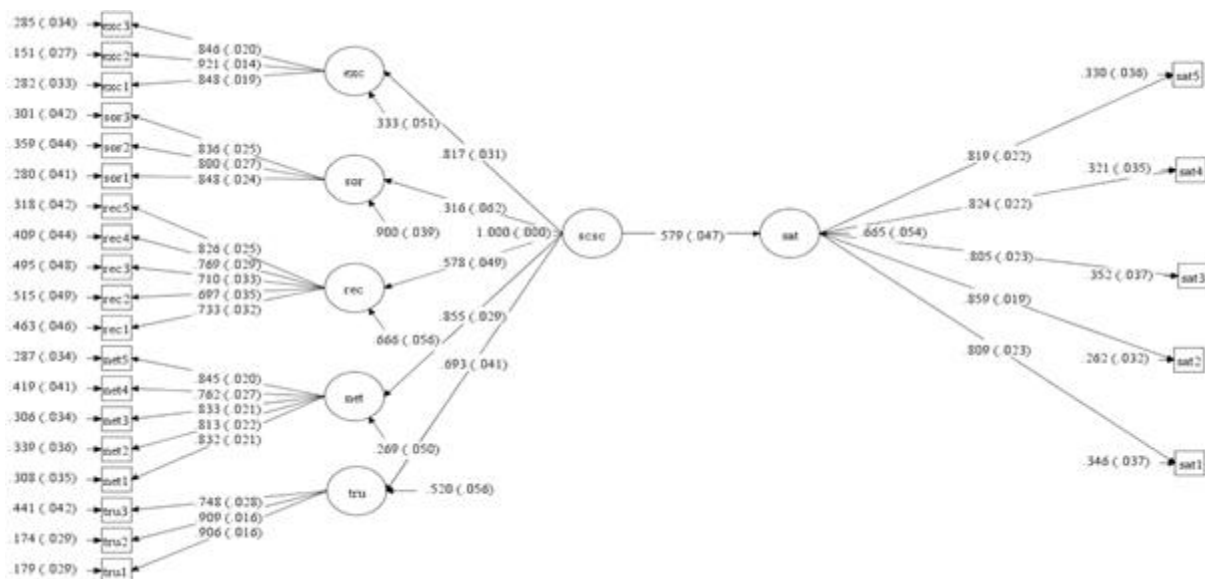 .285 (.034) exc3
.846 (.020)
.151 (.027) exc2
.921 (.014)
.282 (.033) exc1
.848 (.019)
exc
.333 (.051)
.301 (.042) sor3
.836 (.025)
.359 (.044) sor2
.800 (.027)
.280 (.041) sor1
.848 (.024)
sor
.900 (.039)
.318 (.042) rec5
.826 (.025)
.409 (.044) rec4
.769 (.029)
.495 (.048) rec3
.710 (.033)
.515 (.049) rec2
.697 (.035)
.463 (.046) rec1
.733 (.032)
rec
.666 (.056)
.287 (.034) net5
.845 (.020)
.419 (.041) net4
.762 (.027)
.306 (.034) net3
.833 (.021)
.339 (.036) net2
.813 (.022)
.308 (.035) net1
.832 (.021)
net
.269 (.050)
.441 (.042) tru3
.748 (.028)
.174 (.029) tru2
.909 (.016)
.179 (.029) tru1
.906 (.016)
tru
.520 (.056)
.817 (.031)
.316 (.062)
1.000 (.000)
scsc
.578 (.049)
.855 (.029)
.693 (.041)
.579 (.047)
sat
.665 (.054)
.330 (.036) sat5
.819 (.022)
.321 (.035) sat4
.824 (.022)
.805 (.023)
.352 (.037) sat3
.859 (.019)
.262 (.032) sat2
.809 (.023)
.346 (.037) sat1